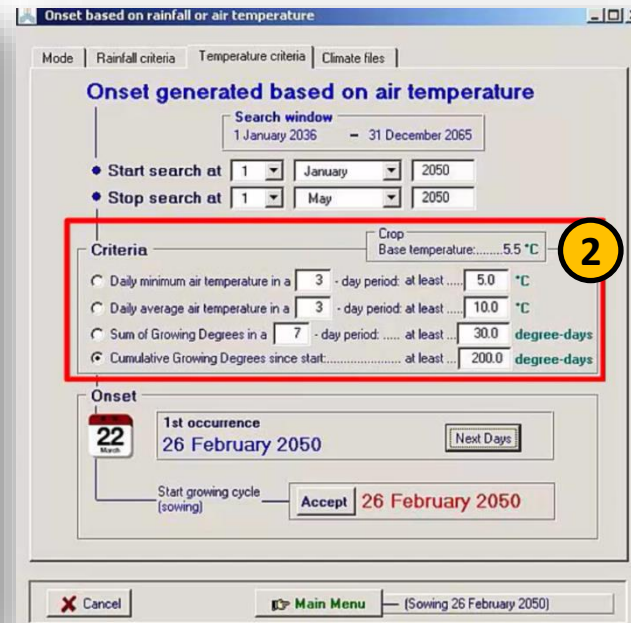 Onset based on rainfall or air temperature
Mode Rainfall criteria Temperature criteria Climate files
Onset generated based on air temperature
Search window
1 January 2036 – 31 December 2065
Start search at 1 January 2050
Stop search at 1 May 2050
Crop
Criteria Base temperature:........5.5 °C
2
Daily minimum air temperature in a 3 - day period: at least ..... 5.0 °C
Daily average air temperature in a 3 - day period: at least ..... 10.0 °C
Sum of Growing Degrees in a 7 - day period: ..... at least ... 30.0 degree-days
Cumulative Growing Degrees since start:...................... at least ... 200.0 degree-days
Onset
1st occurrence
22
March
26 February 2050
Next Days
Start growing cycle
(sowing)
Accept 26 February 2050
Cancel Main Menu (Sowing 26 February 2050)